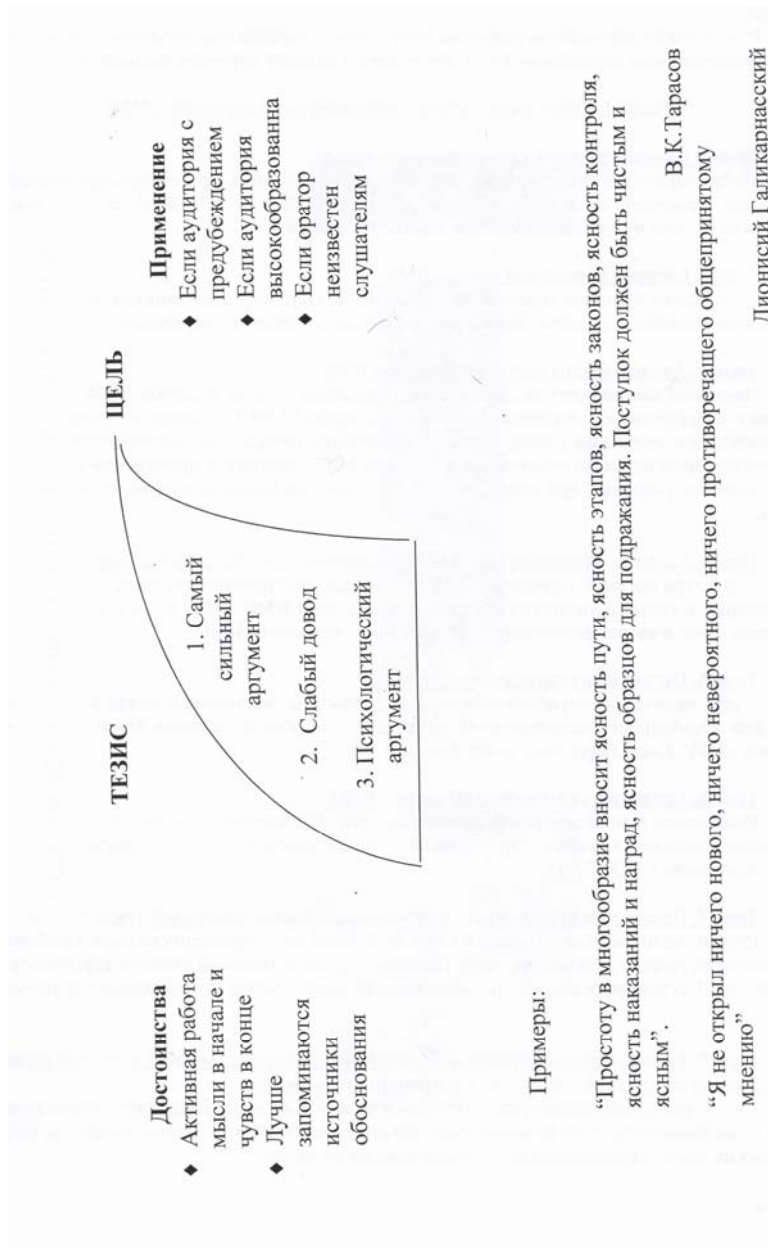 ТЕЗИС
ЦЕЛЬ
Достоинства
♦ Активная работа
мысли в начале и
чувств в конце
♦ Лучше
запоминаются
источники
обоснования
1. Самый
сильный
аргумент
2. Слабый довод
3. Психологический
аргумент
Применение
♦ Если аудитория с
предубеждением
♦ Если аудитория
высокообразованна
♦ Если оратор
неизвестен
слушателям
Примеры:
“Простоту в многообразие вносит ясность пути, ясность этапов, ясность законов, ясность контроля,
ясность наказаний и наград, ясность образцов для подражания. Поступок должен быть чистым и
ясным”.
В.К.Тарасов
“Я не открыл ничего нового, ничего невероятного, ничего противоречащего общепринятому
мнению”
Дионисий Галикарнасский